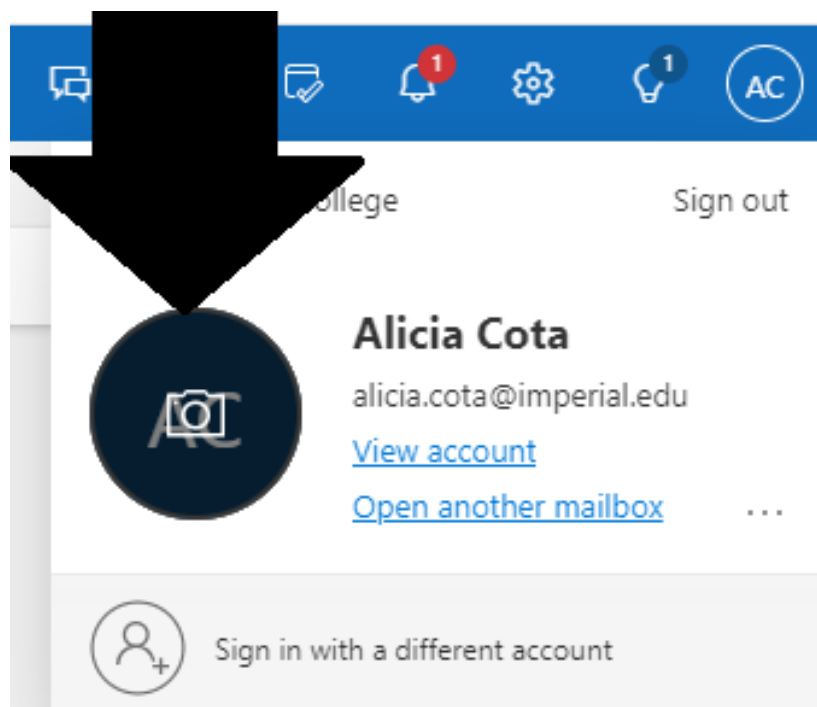 1
1
AC
Sign out
Alicia Cota
AC
alicia.cota@imperial.edu
View account
Open another mailbox
...
Sign in with a different account